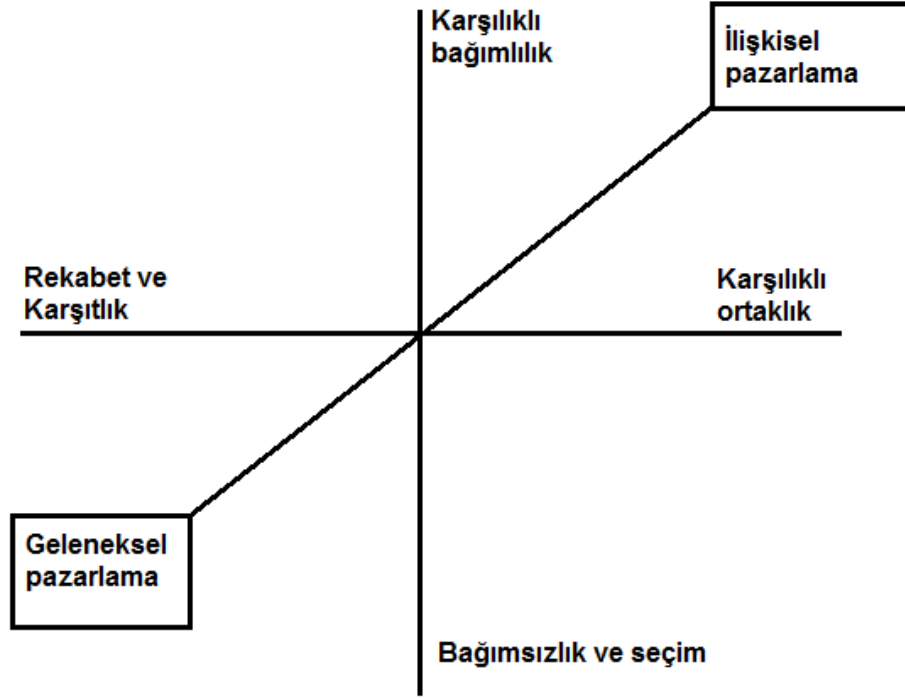 Karşılıklı
bağımlılık
İlişkisel
pazarlama
Rekabet ve
Karşıtlık
Karşılıklı
ortaklık
Geleneksel
pazarlama
Bağımsızlık ve seçim